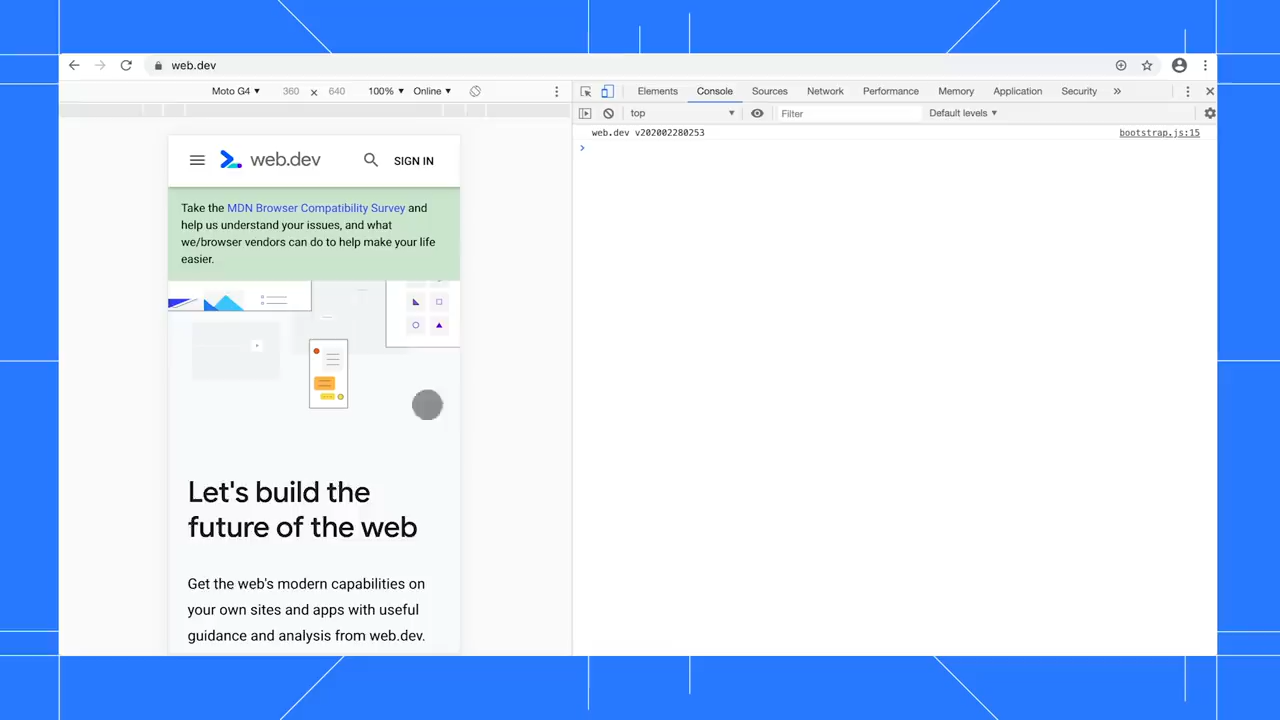 web.dev
Moto G4 ▼ 360 x 640 100% ▼ Online ▼
Elements Console Sources Network Performance Memory Application Security »
top ▼ Filter Default levels ▼
web.dev v202002280253 bootstrap.js:15
web.dev SIGN IN
Take the MDN Browser Compatibility Survey and
help us understand your issues, and what
we/browser vendors can do to help make your life
easier.
Let's build the
future of the web
Get the web's modern capabilities on
your own sites and apps with useful
guidance and analysis from web.dev.